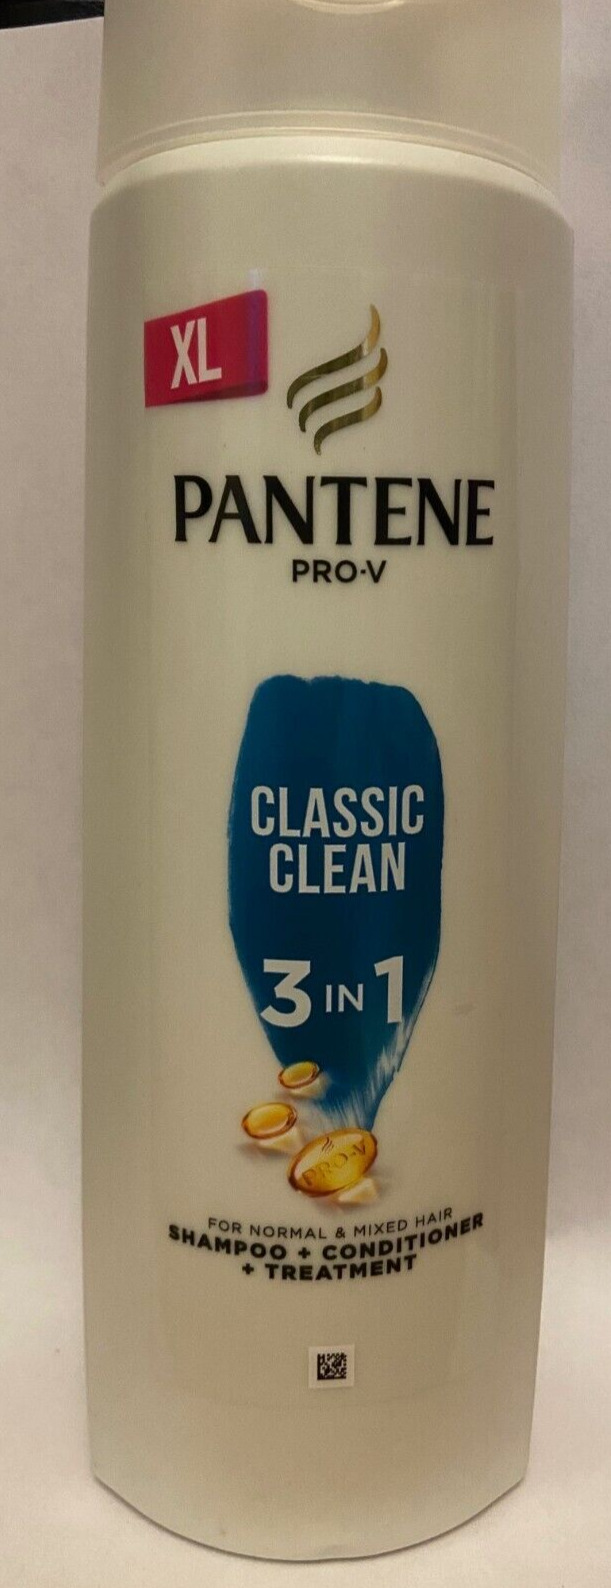 XL
PANTENE
PRO-V
CLASSIC
CLEAN
3 IN 1
PRO-V
FOR NORMAL & MIXED HAIR
SHAMPOO + CONDITIONER
+ TREATMENT